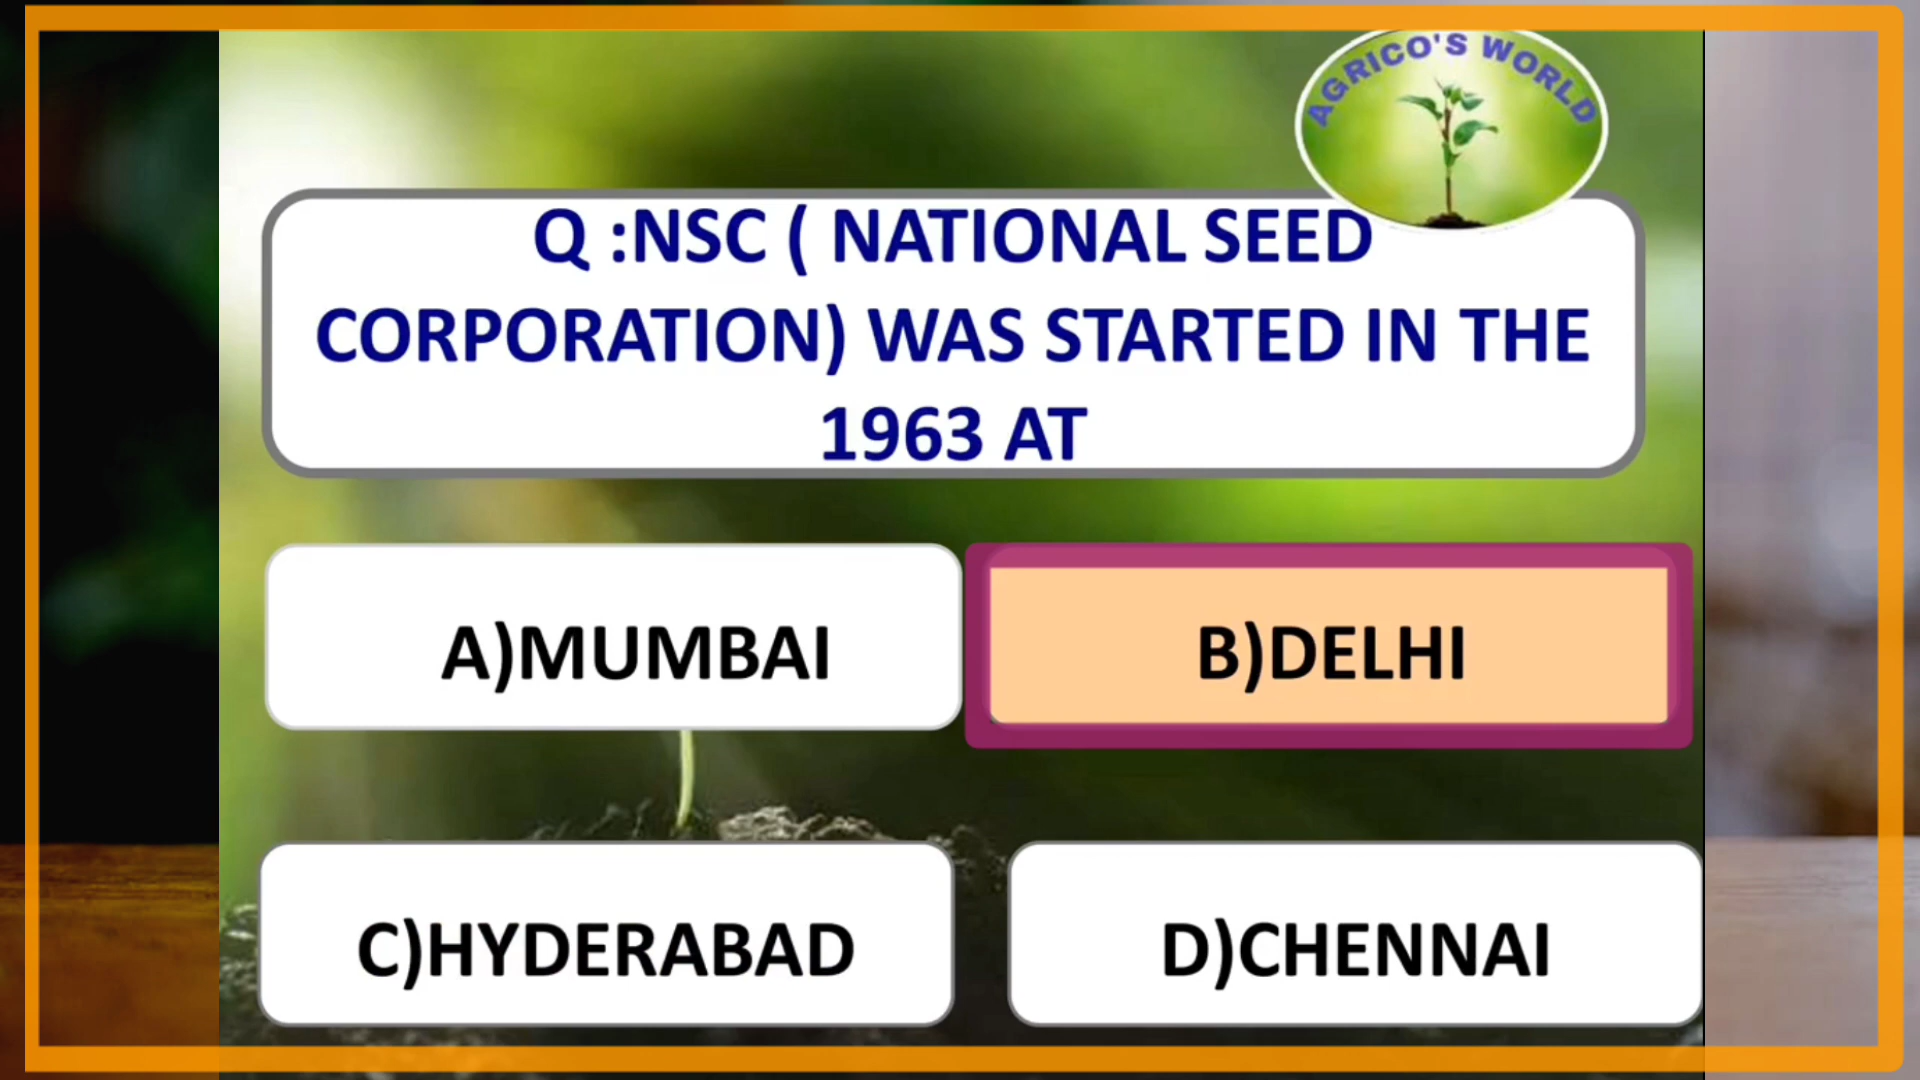 AGRICO'S WORLD
Q :NSC ( NATIONAL SEED
CORPORATION) WAS STARTED IN THE
1963 AT
A)MUMBAI
B)DELHI
C)HYDERABAD
D)CHENNAI